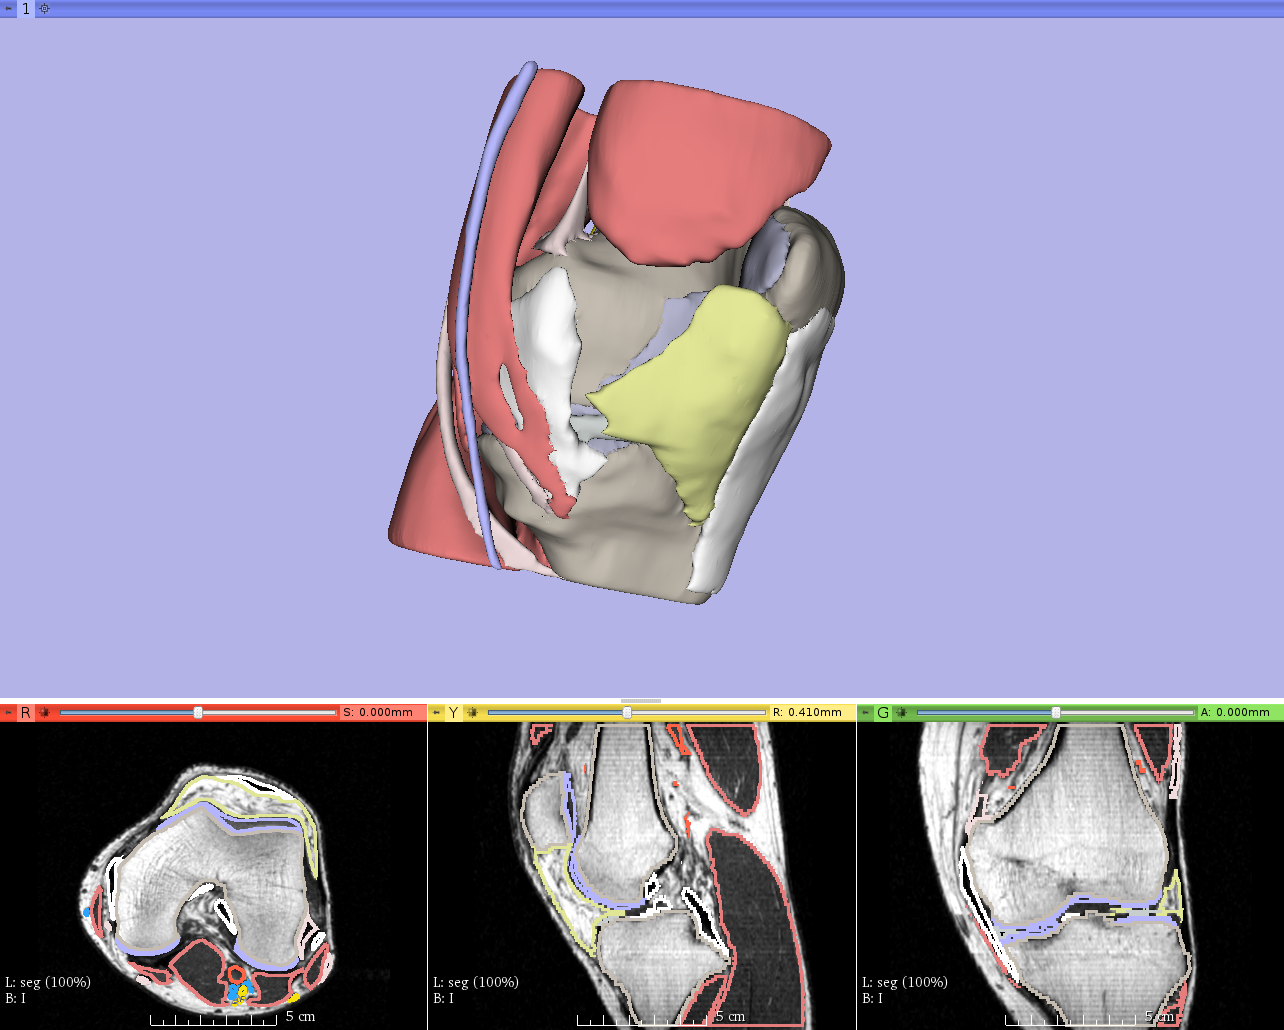 1
R S: 0.000mm
Y R: 0.410mm
G A: 0.000mm
L: seg (100%)
B: I
5 cm
L: seg (100%)
B: I
5 cm
L: seg (100%)
B: I
5 cm